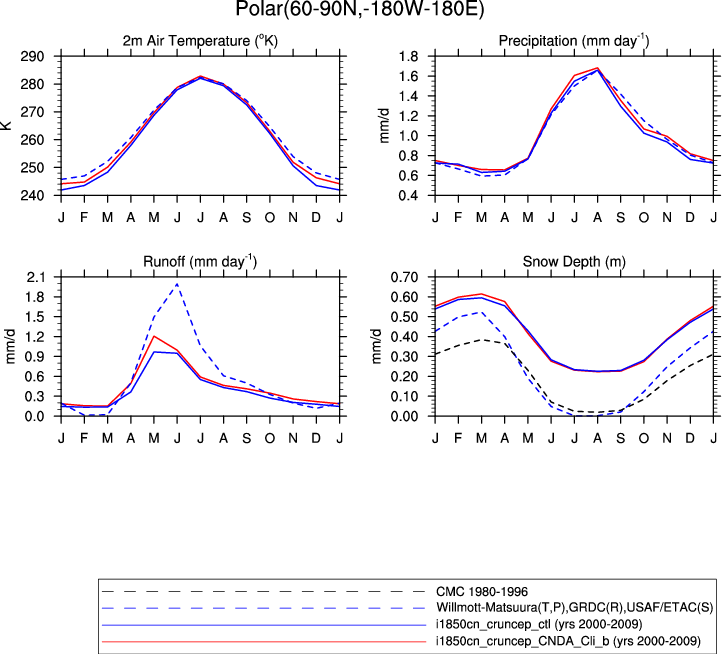 Polar(60-90N,-180W-180E)
2m Air Temperature (°K)
290
280
270
260
250
240
K
J F M A M J J A S O N D J
Precipitation (mm day⁻¹)
1.8
1.6
1.4
1.2
1.0
0.8
0.6
0.4
mm/d
J F M A M J J A S O N D J
Runoff (mm day⁻¹)
2.1
1.8
1.5
1.2
0.9
0.6
0.3
0.0
mm/d
J F M A M J J A S O N D J
Snow Depth (m)
0.70
0.60
0.50
0.40
0.30
0.20
0.10
0.00
mm/d
J F M A M J J A S O N D J
CMC 1980-1996
Willmott-Matsuura(T,P),GRDC(R),USAF/ETAC(S)
i1850cn_cruncep_ctl (yrs 2000-2009)
i1850cn_cruncep_CNDA_Cli_b (yrs 2000-2009)